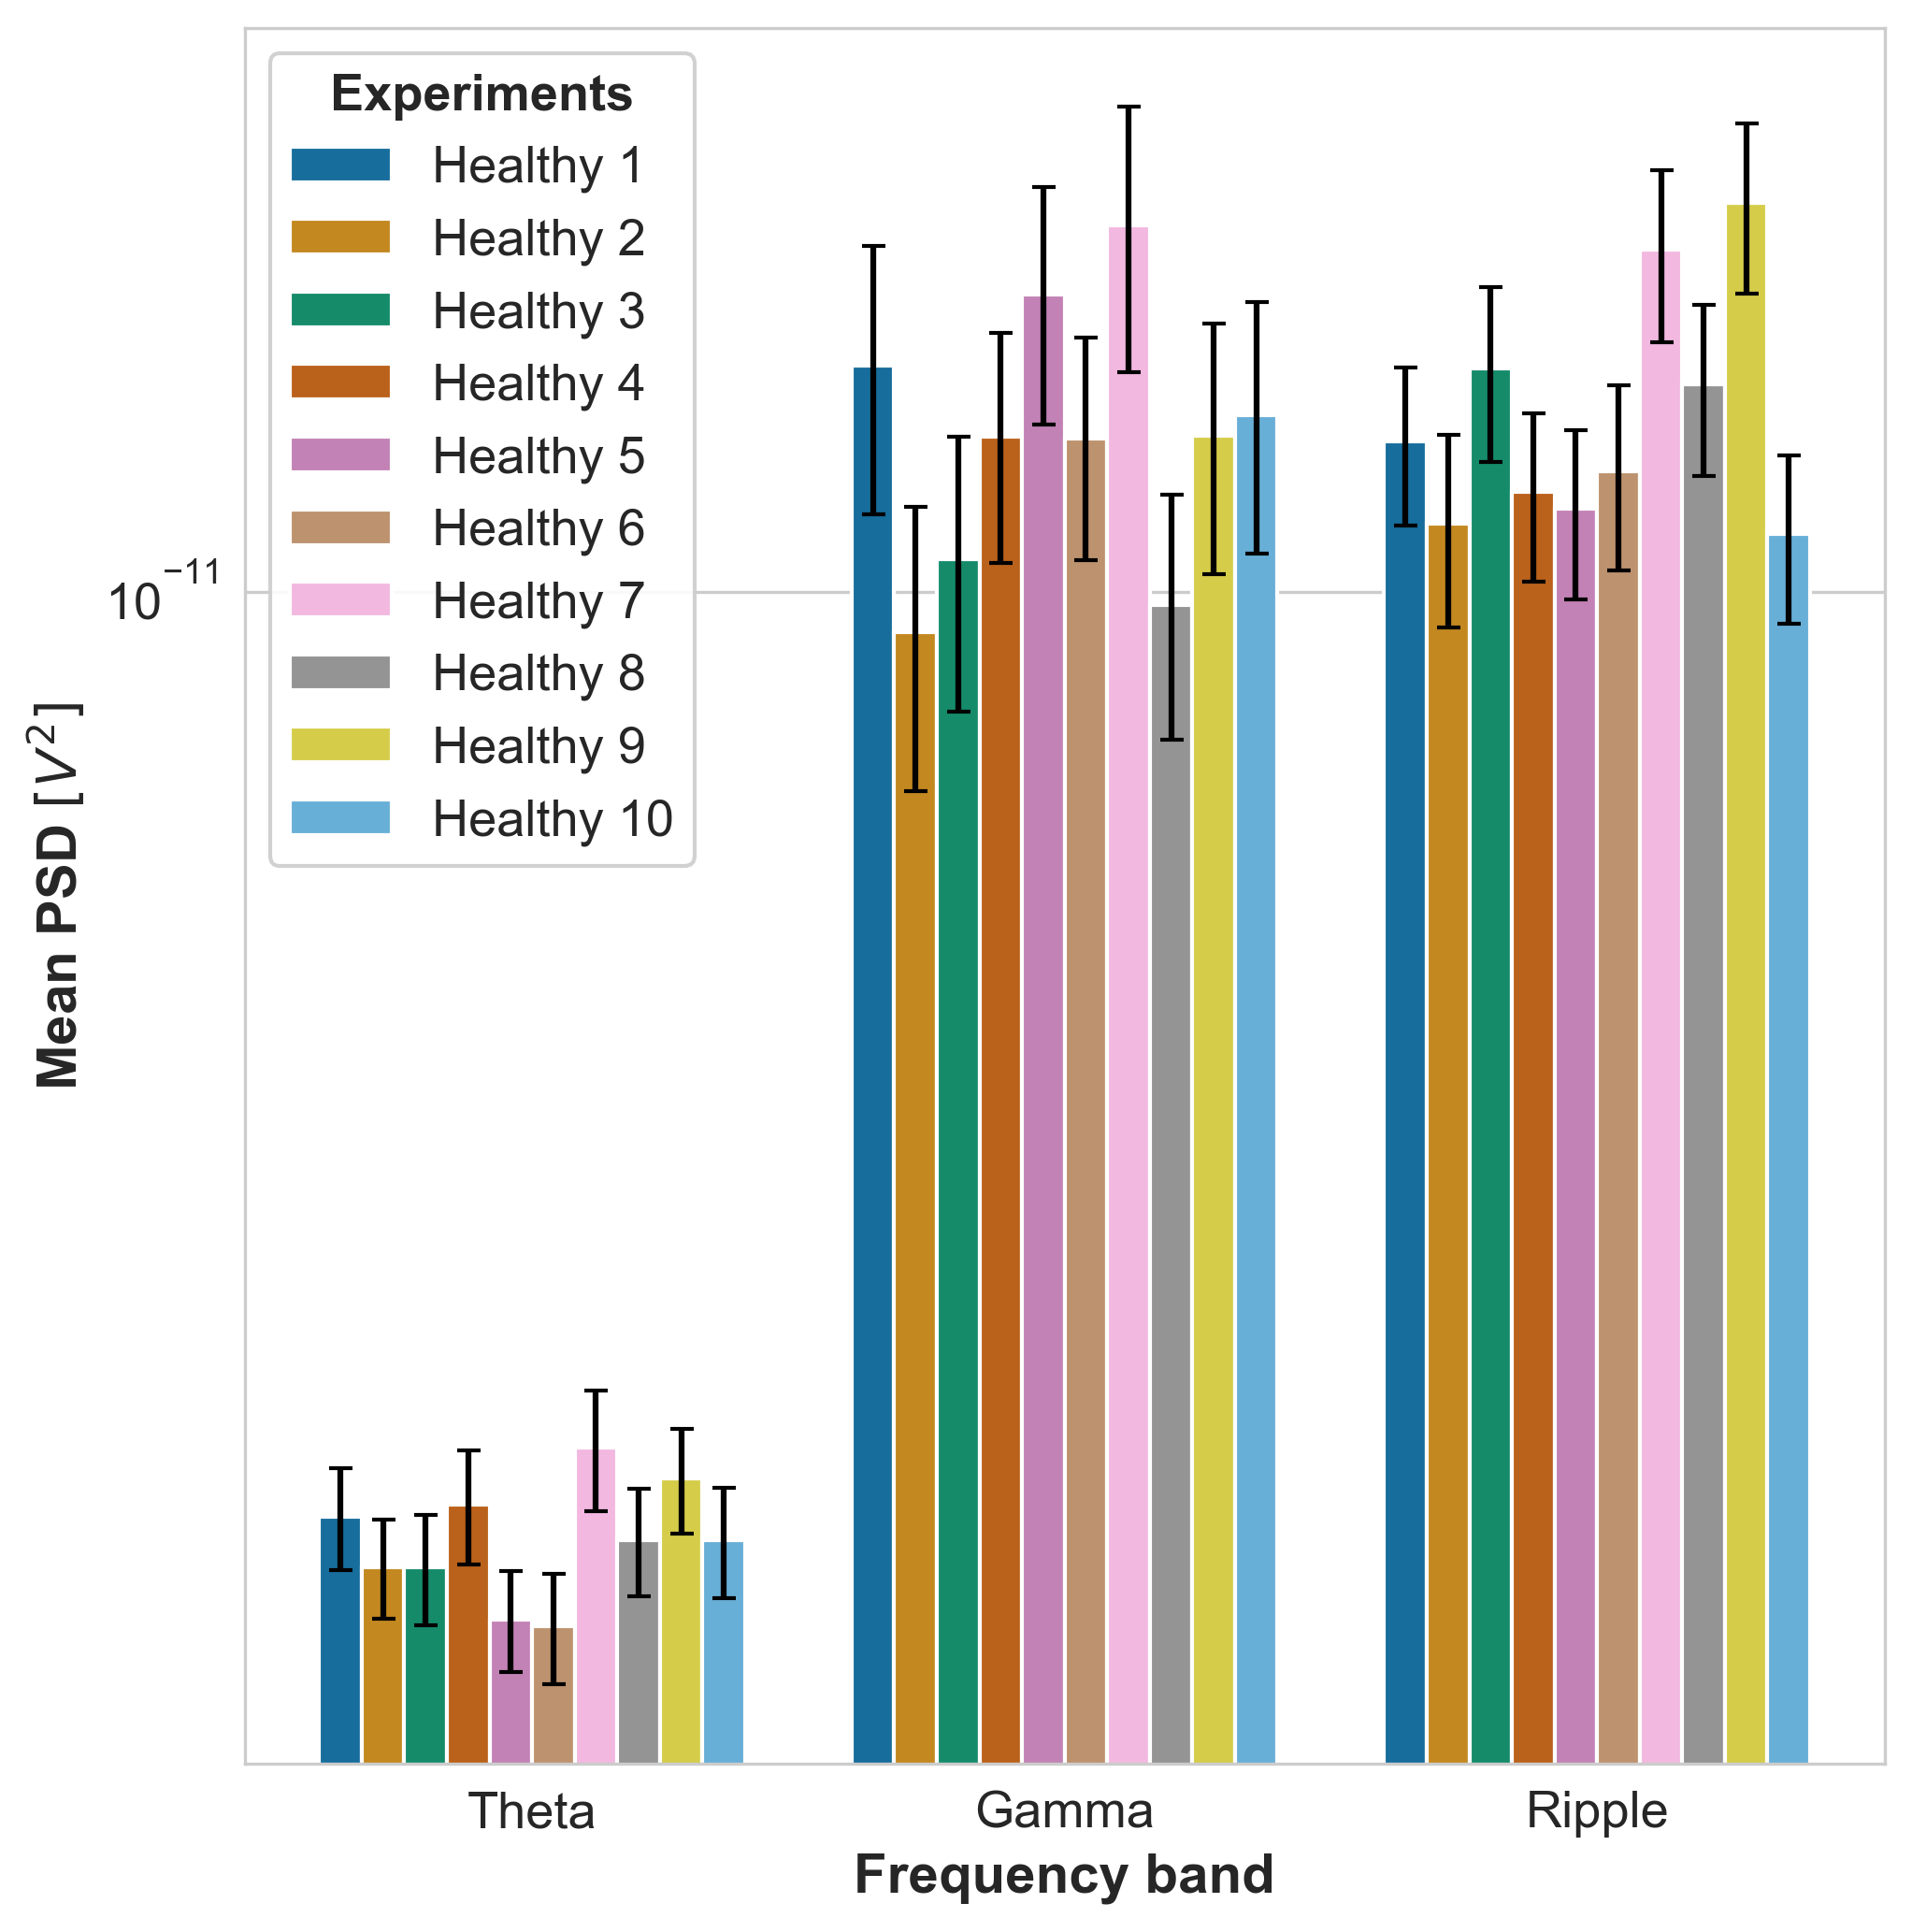 Experiments
Healthy 1
Healthy 2
Healthy 3
Healthy 4
Healthy 5
Healthy 6
Healthy 7
Healthy 8
Healthy 9
Healthy 10
10⁻¹¹
Mean PSD [V²]
Theta Gamma Ripple
Frequency band